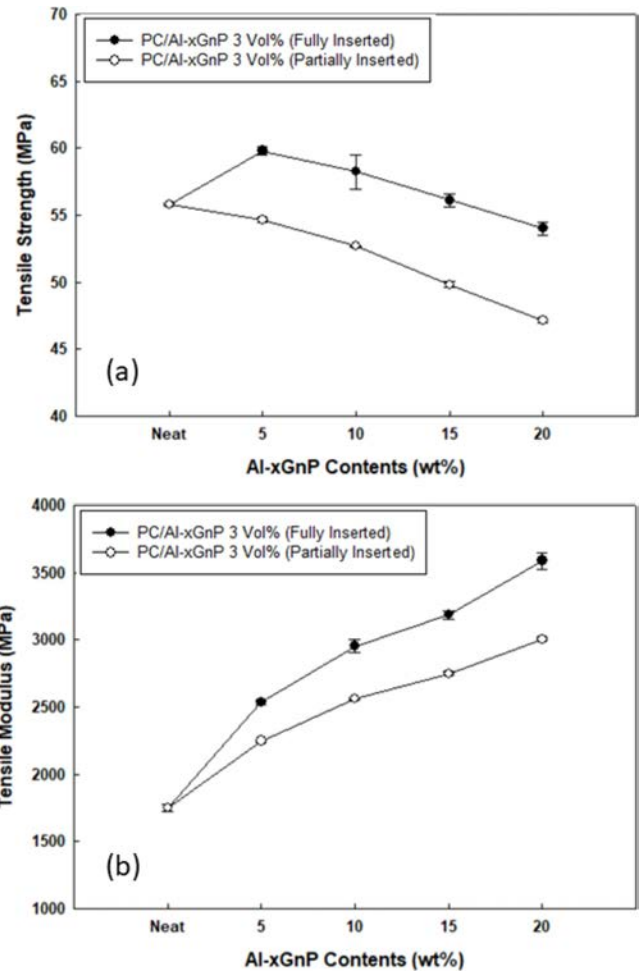 70
PC/Al-xGnP 3 Vol% (Fully Inserted)
PC/Al-xGnP 3 Vol% (Partially Inserted)
65
60
55
50
45
40
Tensile Strength (MPa)
(a)
Neat 5 10 15 20
Al-xGnP Contents (wt%)
4000
PC/Al-xGnP 3 Vol% (Fully Inserted)
PC/Al-xGnP 3 Vol% (Partially Inserted)
3500
3000
2500
2000
1500
1000
Tensile Modulus (MPa)
(b)
Neat 5 10 15 20
Al-xGnP Contents (wt%)